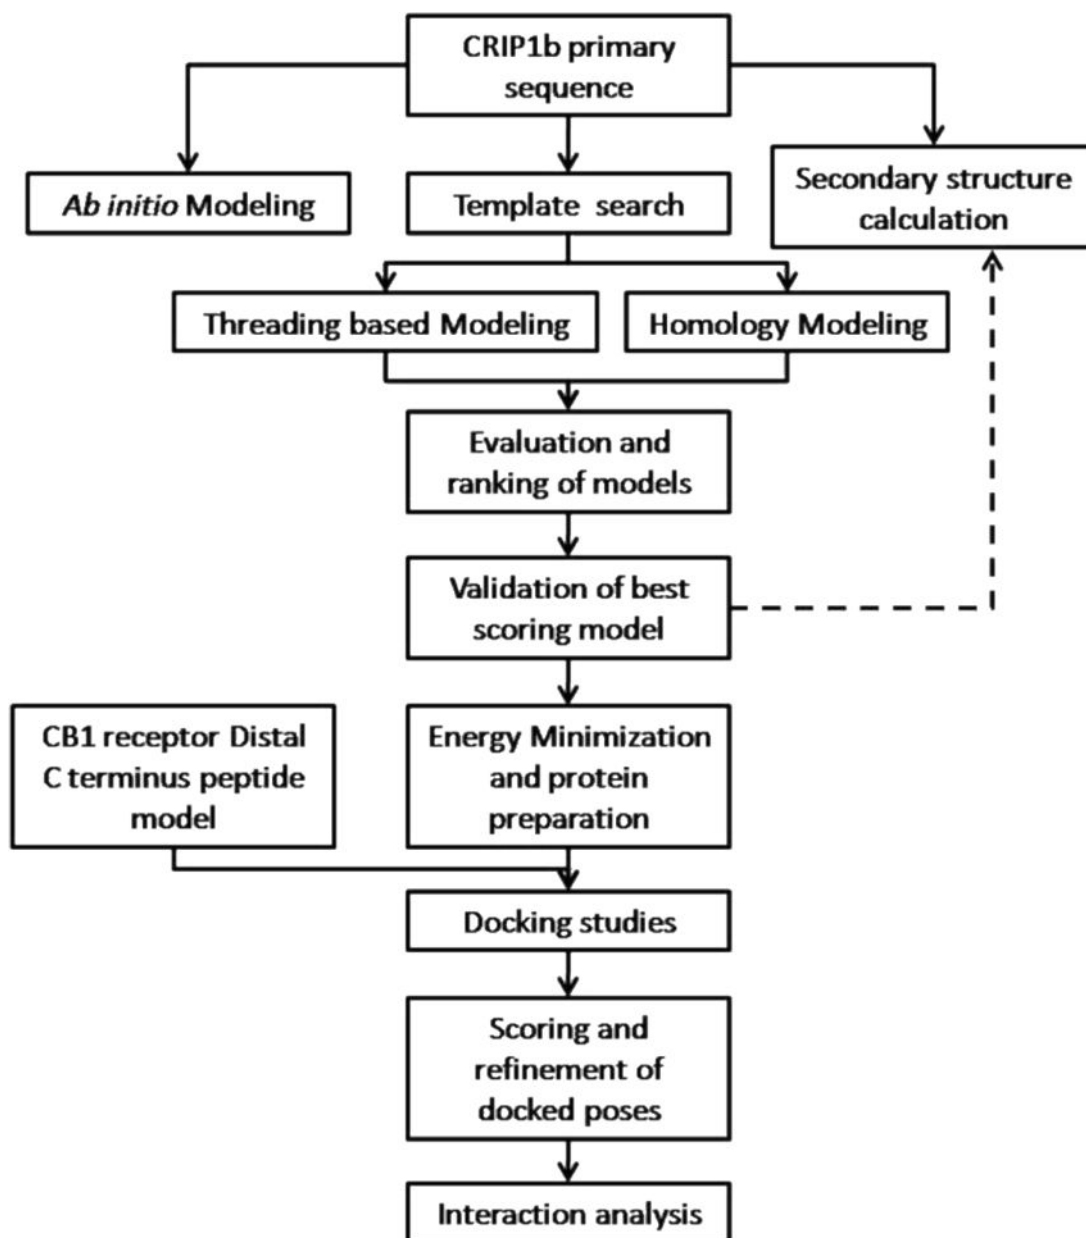 CRIP1b primary
sequence
Ab initio Modeling
Template search
Secondary structure
calculation
Threading based Modeling
Homology Modeling
Evaluation and
ranking of models
Validation of best
scoring model
CB1 receptor Distal
C terminus peptide
model
Energy Minimization
and protein
preparation
Docking studies
Scoring and
refinement of
docked poses
Interaction analysis